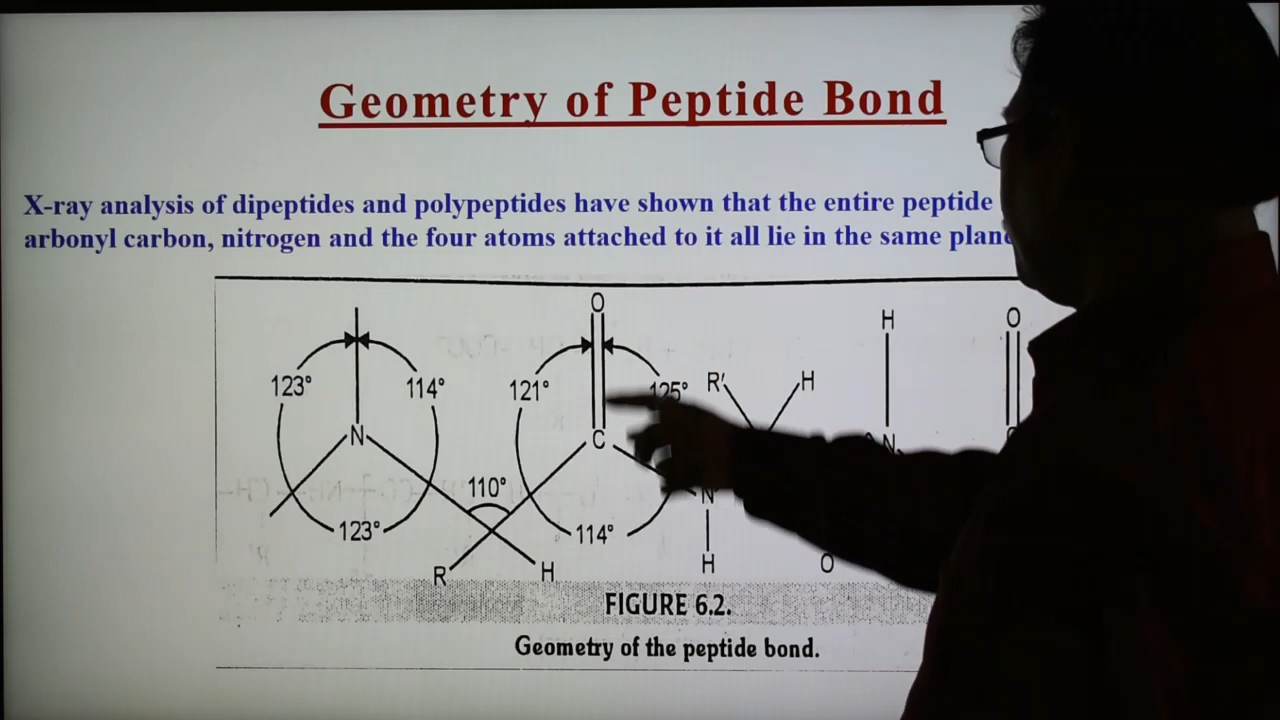 Geometry of Peptide Bond
X-ray analysis of dipeptides and polypeptides have shown that the entire peptide
arbonyl carbon, nitrogen and the four atoms attached to it all lie in the same
O
H
O
123°
114°
121°
125°
R'
H
N
C
N
110°
N
123°
114°
R
H
H
O
FIGURE 6.2.
Geometry of the peptide bond.